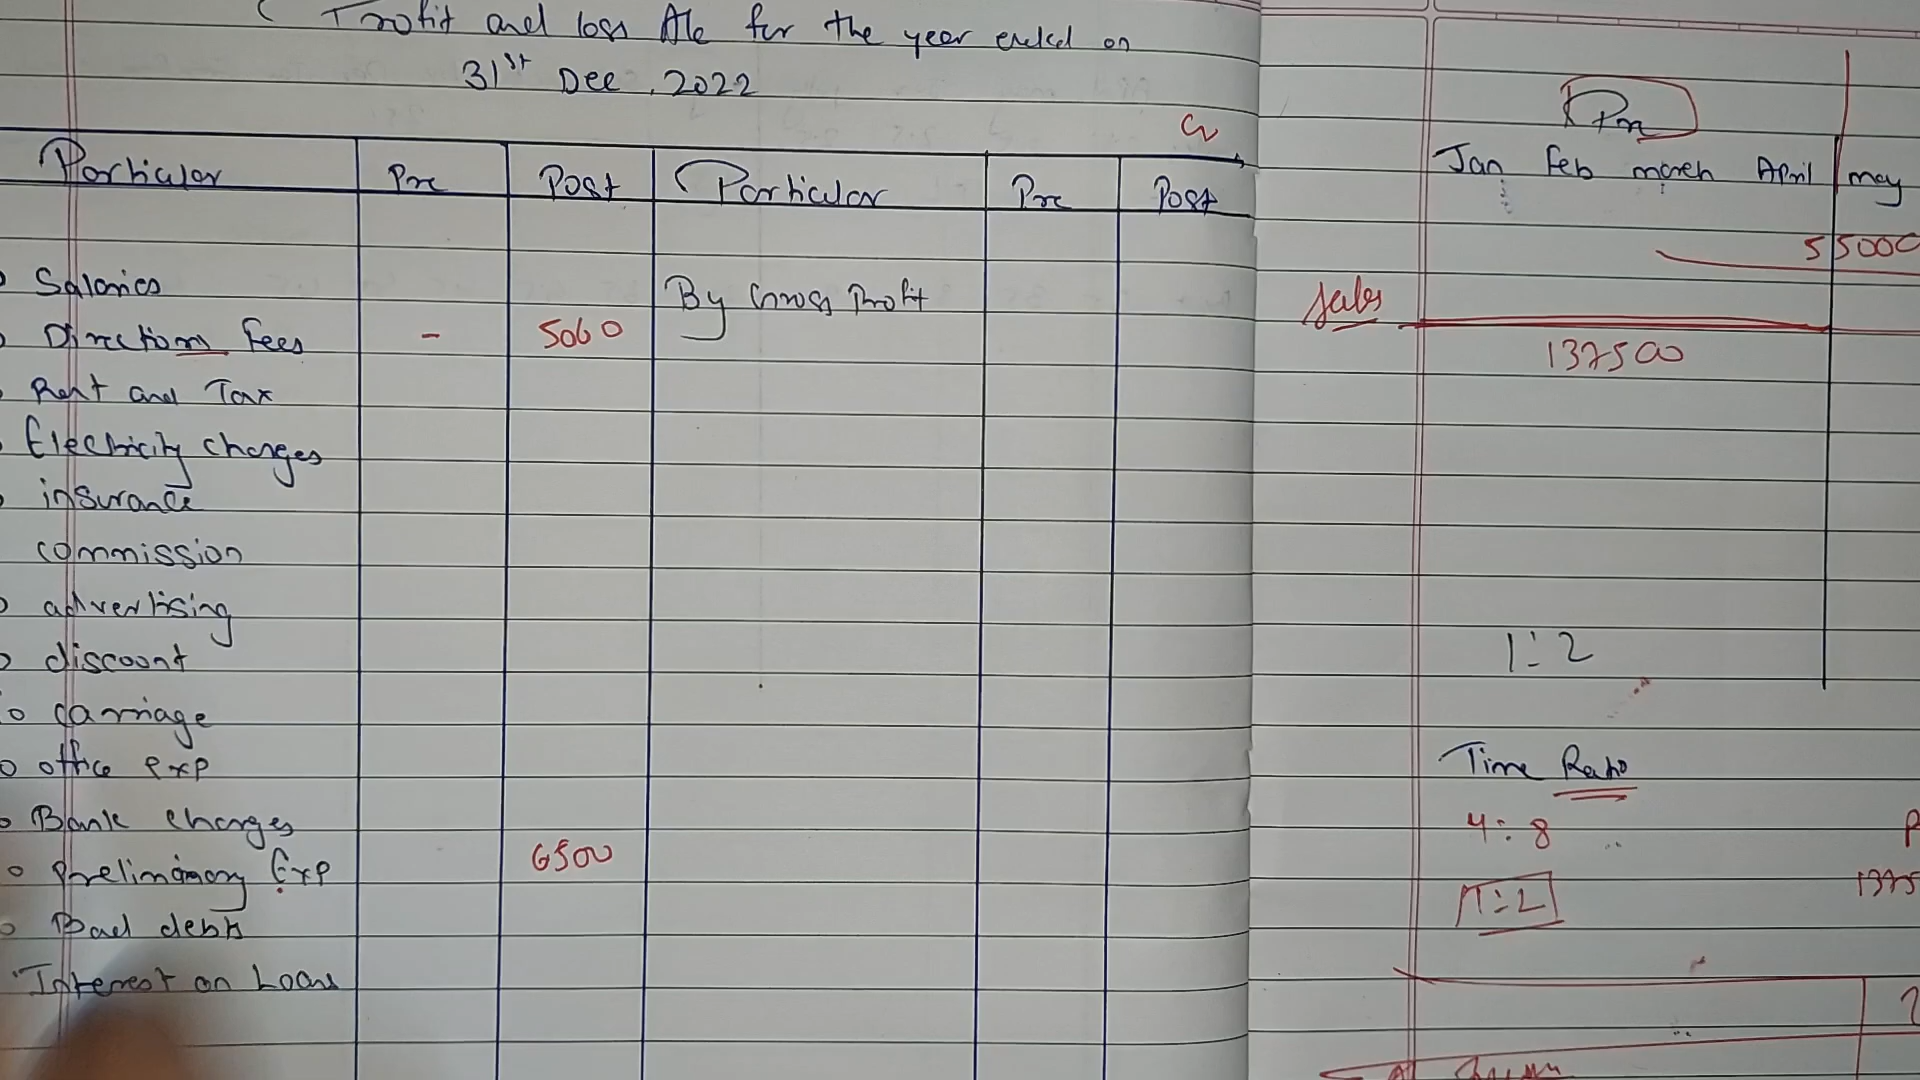 Profit and loss A/c for the year ended on
31st Dec, 2022
Cr
Particular Pre Post Particular Pre Post
Salaries By Gross Profit
Directions Fees - 5060
Rent and Tax
Electricity charges
insurance
commission
advertising
discount
carriage
office exp
Bank charges
Preliminary Exp 6500
Bad debts
Interest on Loans
Pre
Jan Feb march April may
55000
Sales
137500
1:2
Time Ratio
4:8
1:2
1375